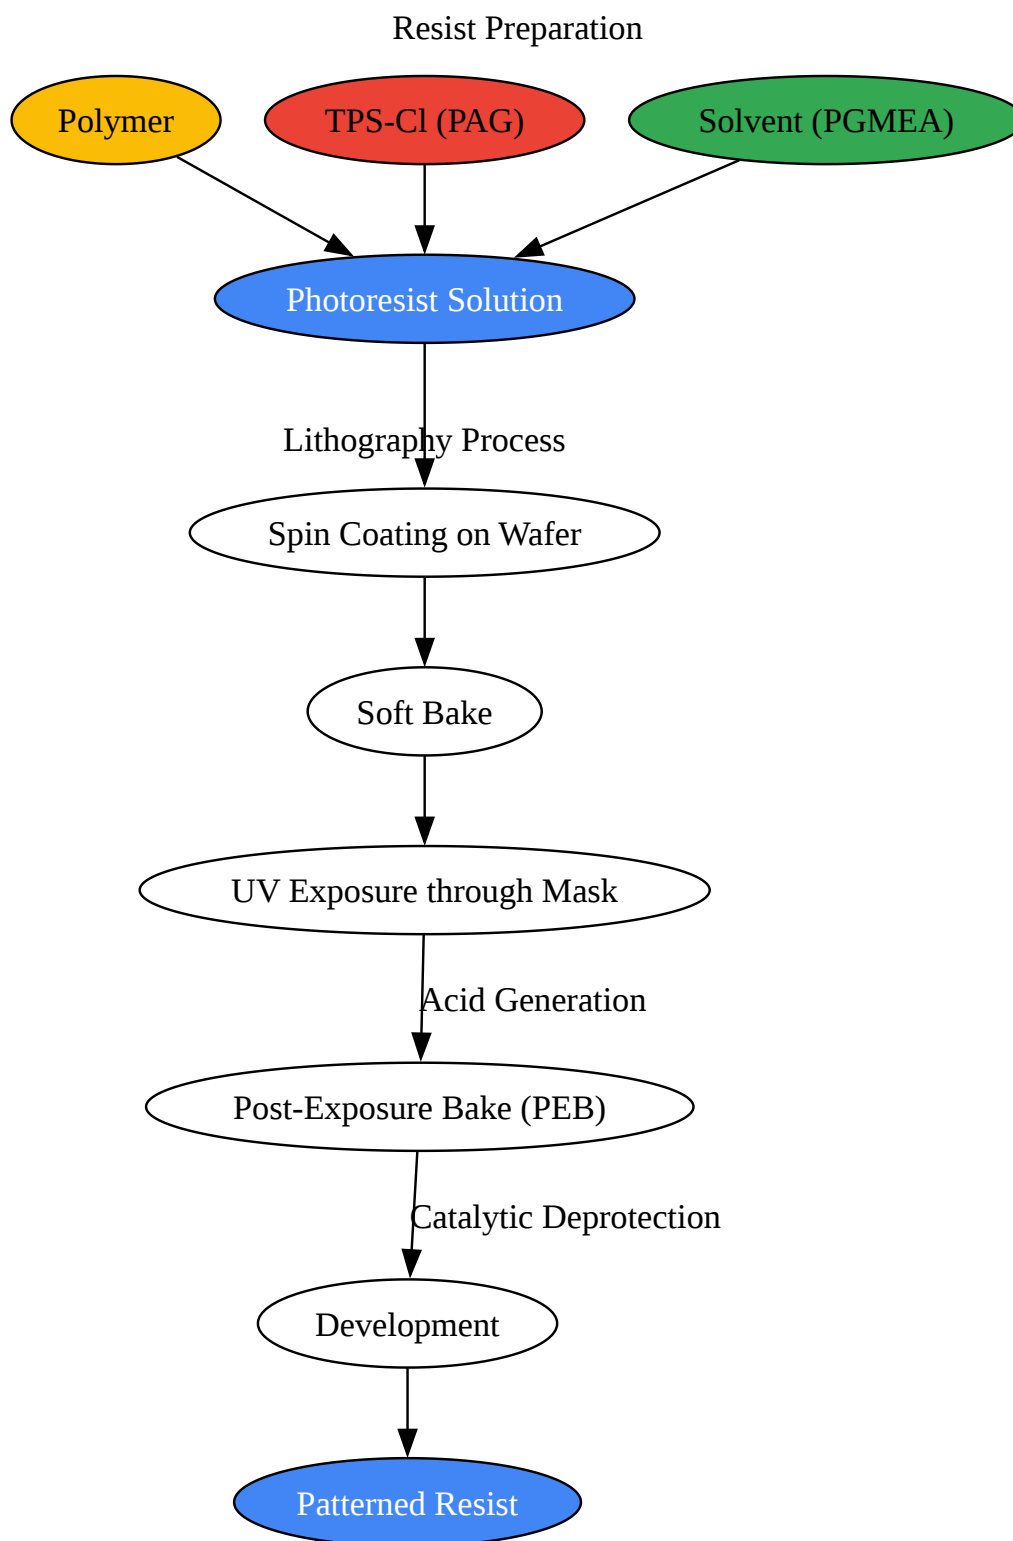 Resist Preparation
Polymer
TPS-Cl (PAG)
Solvent (PGMEA)
Photoresist Solution
Lithography Process
Spin Coating on Wafer
Soft Bake
UV Exposure through Mask
Acid Generation
Post-Exposure Bake (PEB)
Catalytic Deprotection
Development
Patterned Resist